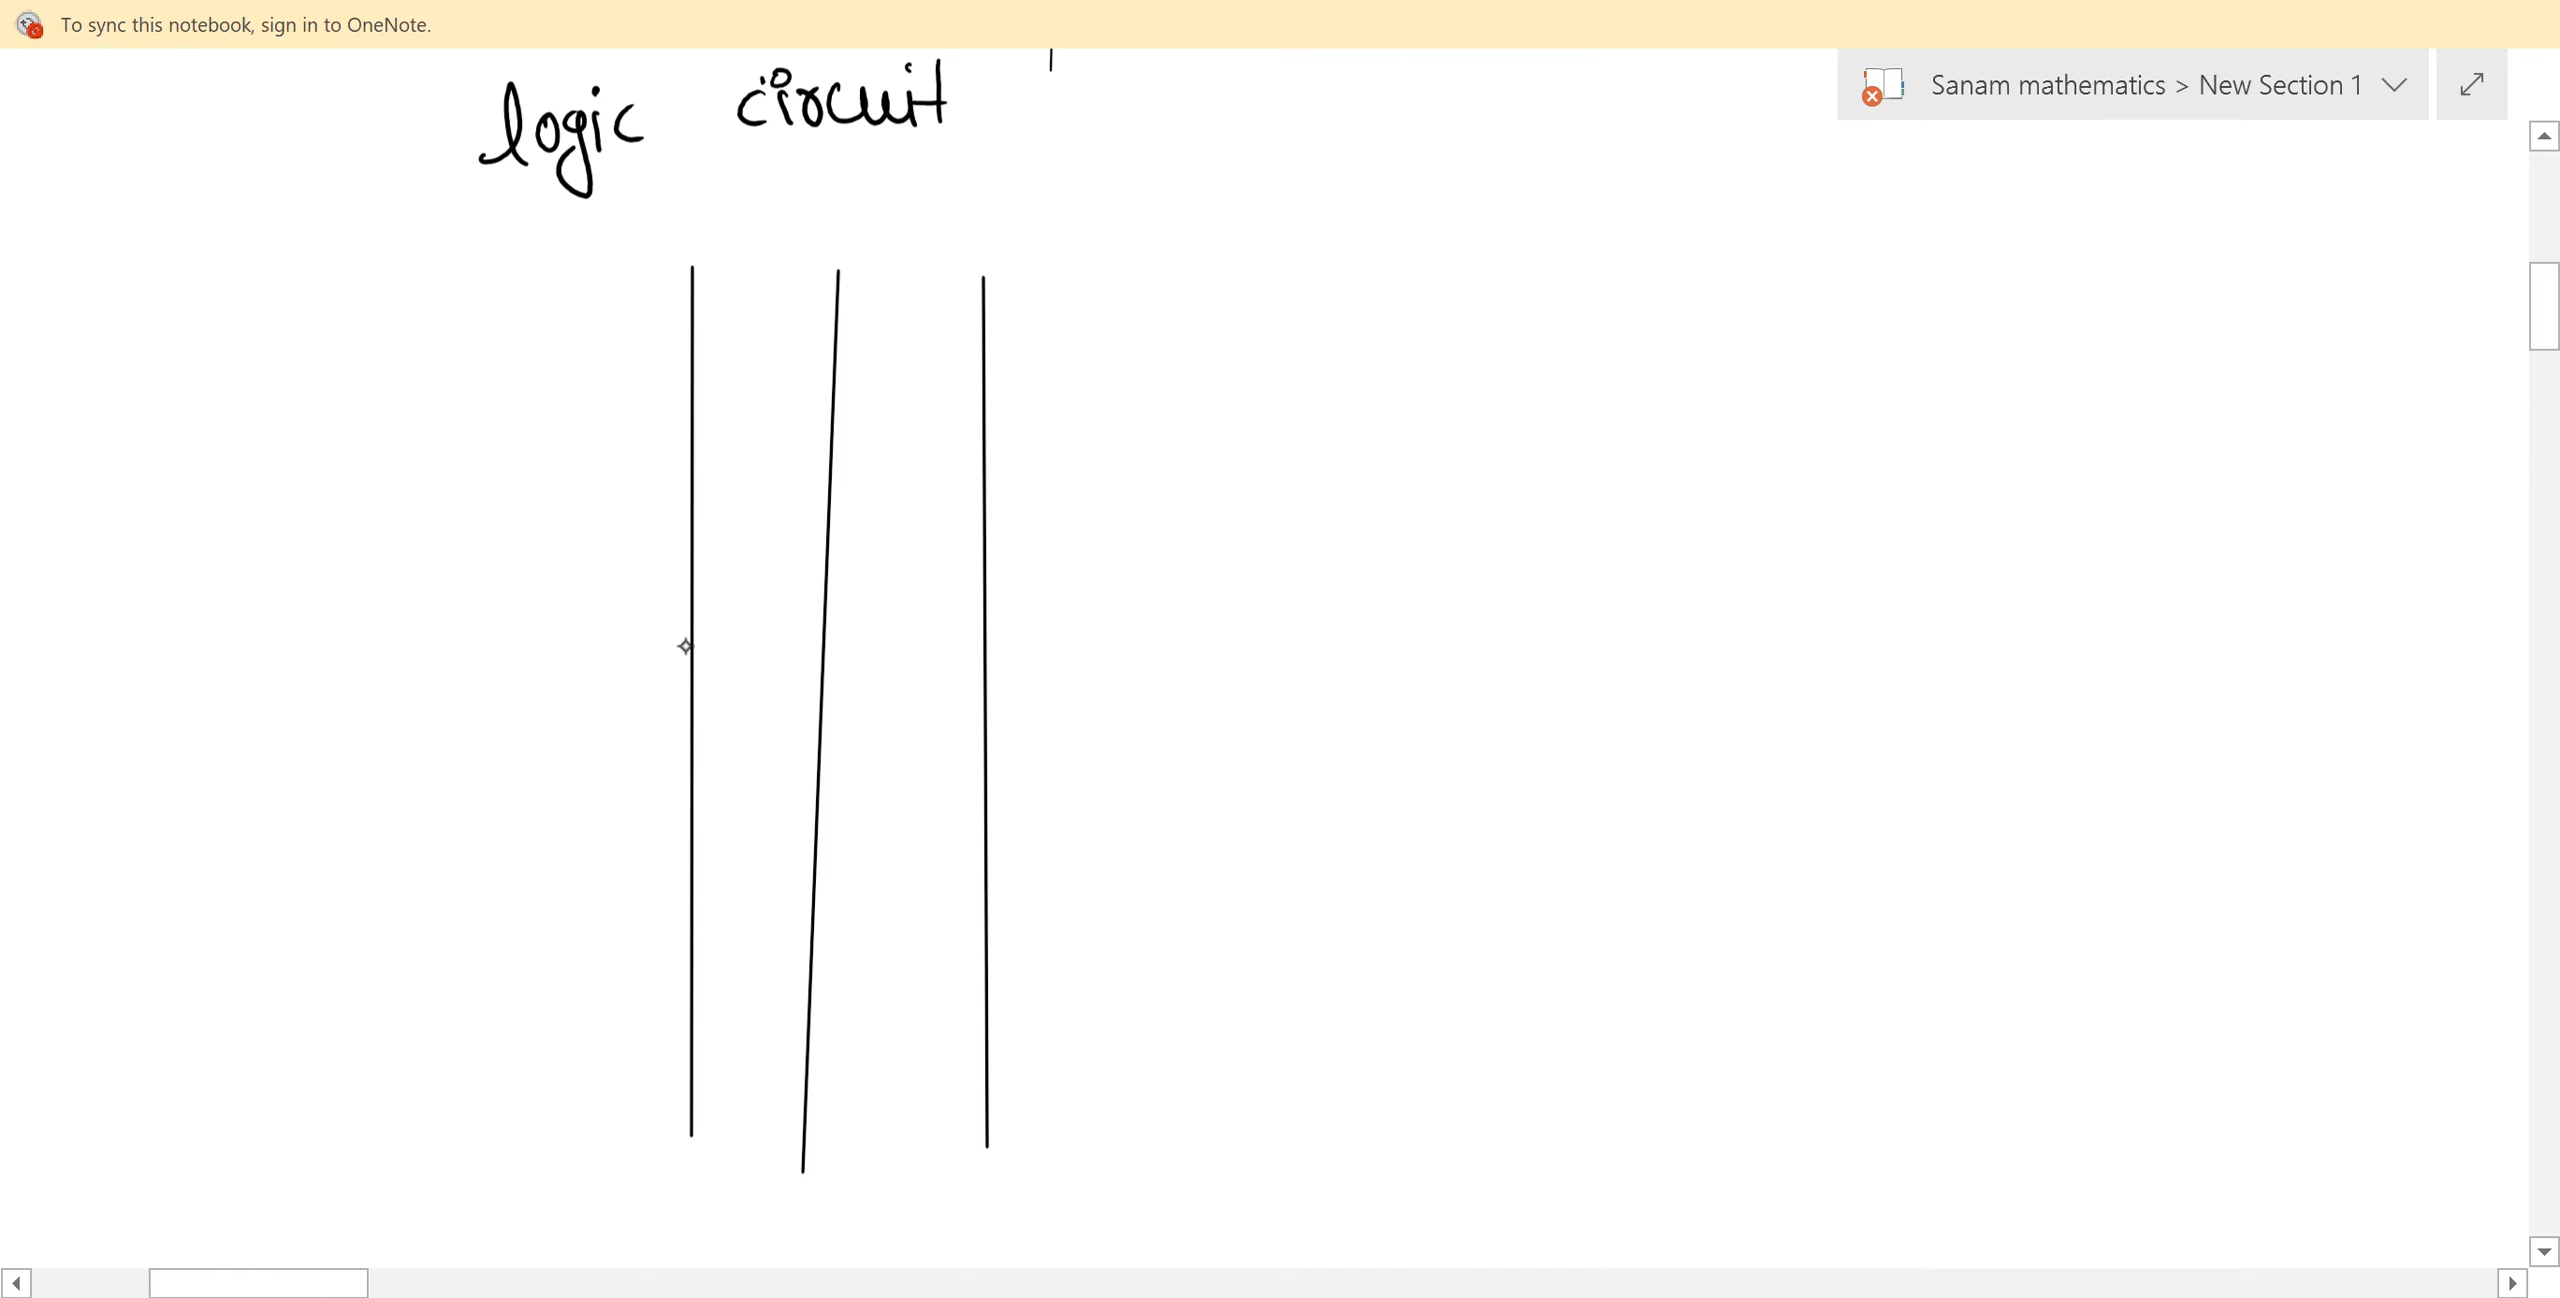 To sync this notebook, sign in to OneNote.
Sanam mathematics > New Section 1
logic circuit